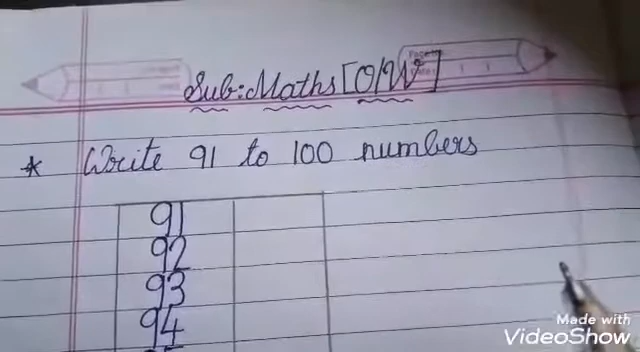 Sub:Maths [O/W]
* Write 91 to 100 numbers
91
92
93
94
Made with
VideoShow